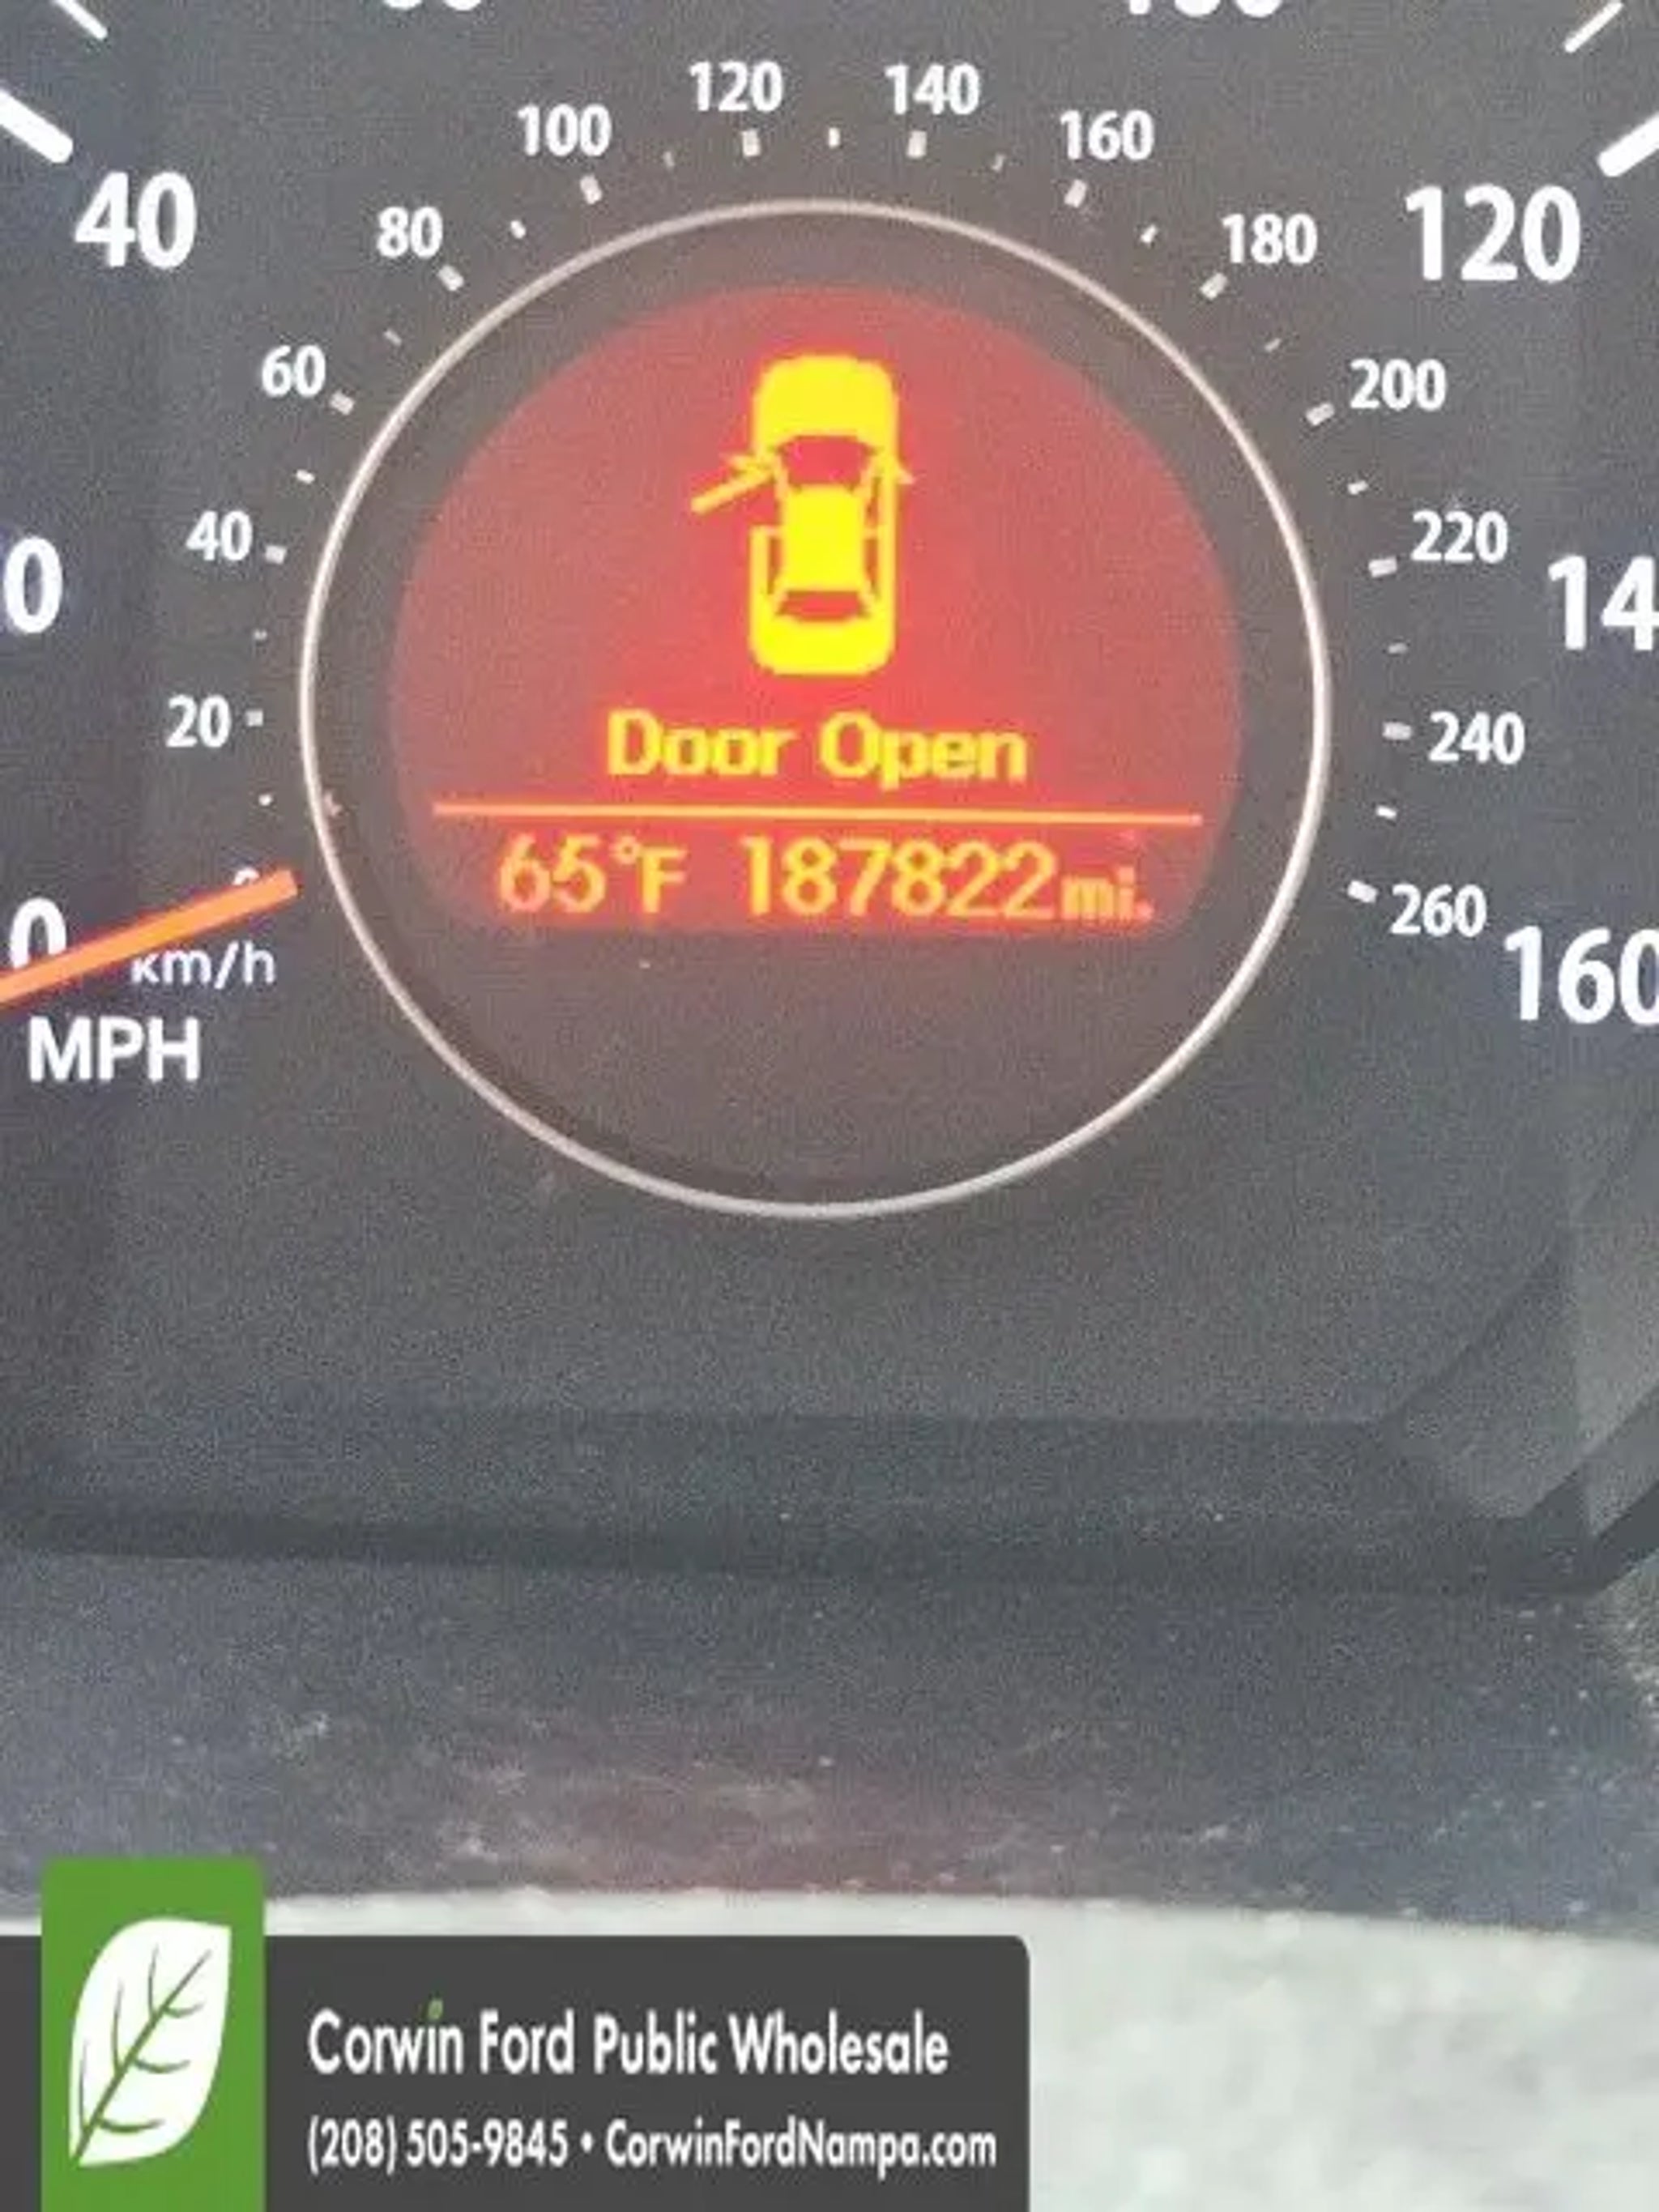 120 140
100 160
40 80 180 120
60 200
40 220
20 240
Door Open
65°F 187822mi.
260
160
0
km/h
MPH
Corwin Ford Public Wholesale
(208) 505-9845 • CorwinFordNampa.com